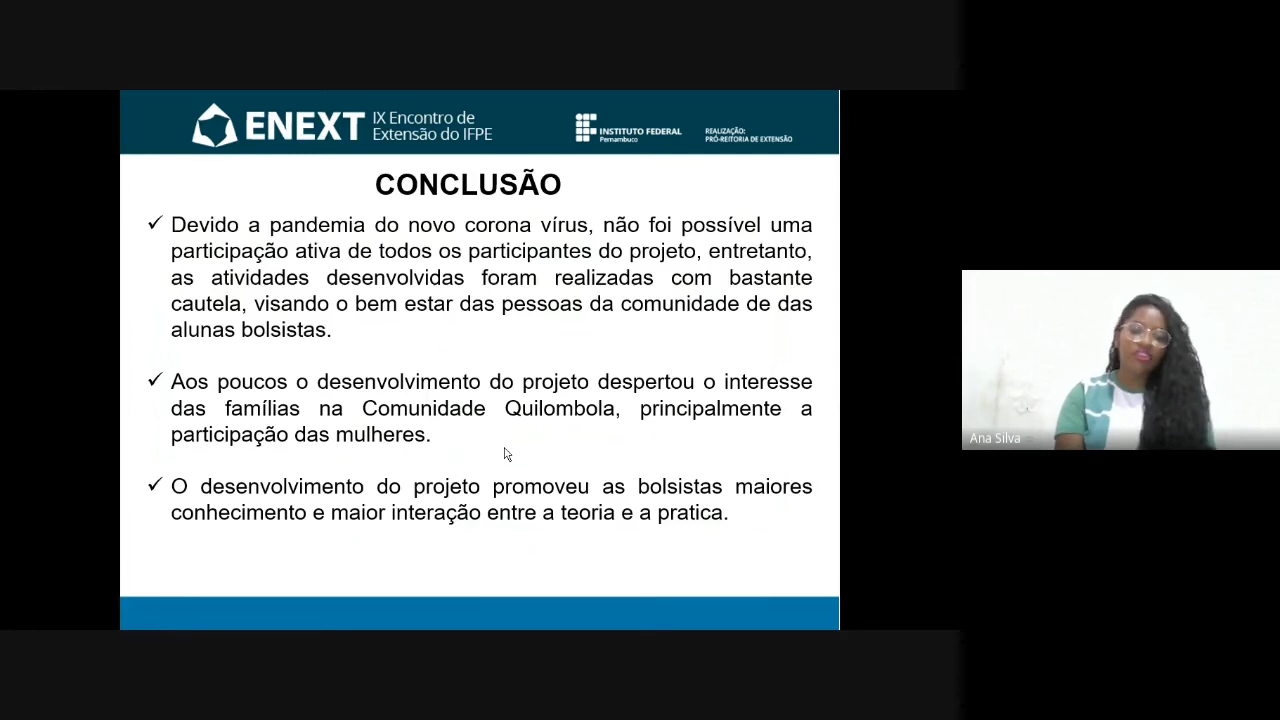 ENEXT
IX Encontro de
Extensão do IFPE
INSTITUTO FEDERAL
Pernambuco
REALIZAÇÃO:
PRÓ-REITORIA DE EXTENSÃO
CONCLUSÃO
✓ Devido a pandemia do novo corona vírus, não foi possível uma
participação ativa de todos os participantes do projeto, entretanto,
as atividades desenvolvidas foram realizadas com bastante
cautela, visando o bem estar das pessoas da comunidade de das
alunas bolsistas.
✓ Aos poucos o desenvolvimento do projeto despertou o interesse
das famílias na Comunidade Quilombola, principalmente a
participação das mulheres.
✓ O desenvolvimento do projeto promoveu as bolsistas maiores
conhecimento e maior interação entre a teoria e a pratica.
Ana Silva